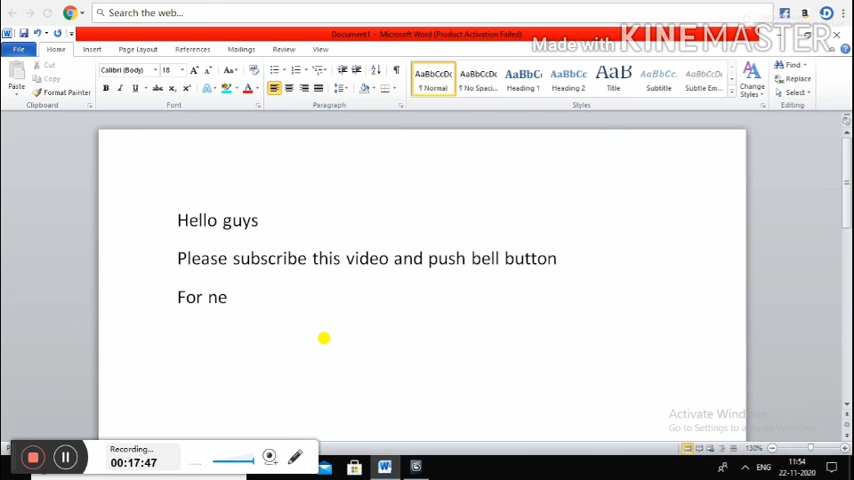 Search the web...
Document1 - Microsoft Word (Product Activation Failed)
Made with KINEMASTER
File Home Insert Page Layout References Mailings Review View
Paste
Cut
Copy
Format Painter
Clipboard
Calibri (Body) 18
Font
Paragraph
AaBbCcDc AaBbCcDc AaBbC AaBbCc AaB AaBbCc. AaBbCcDc
¶ Normal ¶ No Spaci... Heading 1 Heading 2 Title Subtitle Subtle Em...
Change
Styles
Styles
Find
Replace
Select
Editing
Hello guys
Please subscribe this video and push bell button
For ne
Activate Windows
Go to Settings to activate Windows.
130%
Recording...
00:17:47
ENG
11:54
22-11-2020